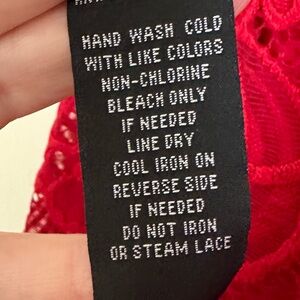 HAND WASH COLD
WITH LIKE COLORS
NON-CHLORINE
BLEACH ONLY
IF NEEDED
LINE DRY
COOL IRON ON
REVERSE SIDE
IF NEEDED
DO NOT IRON
OR STEAM LACE